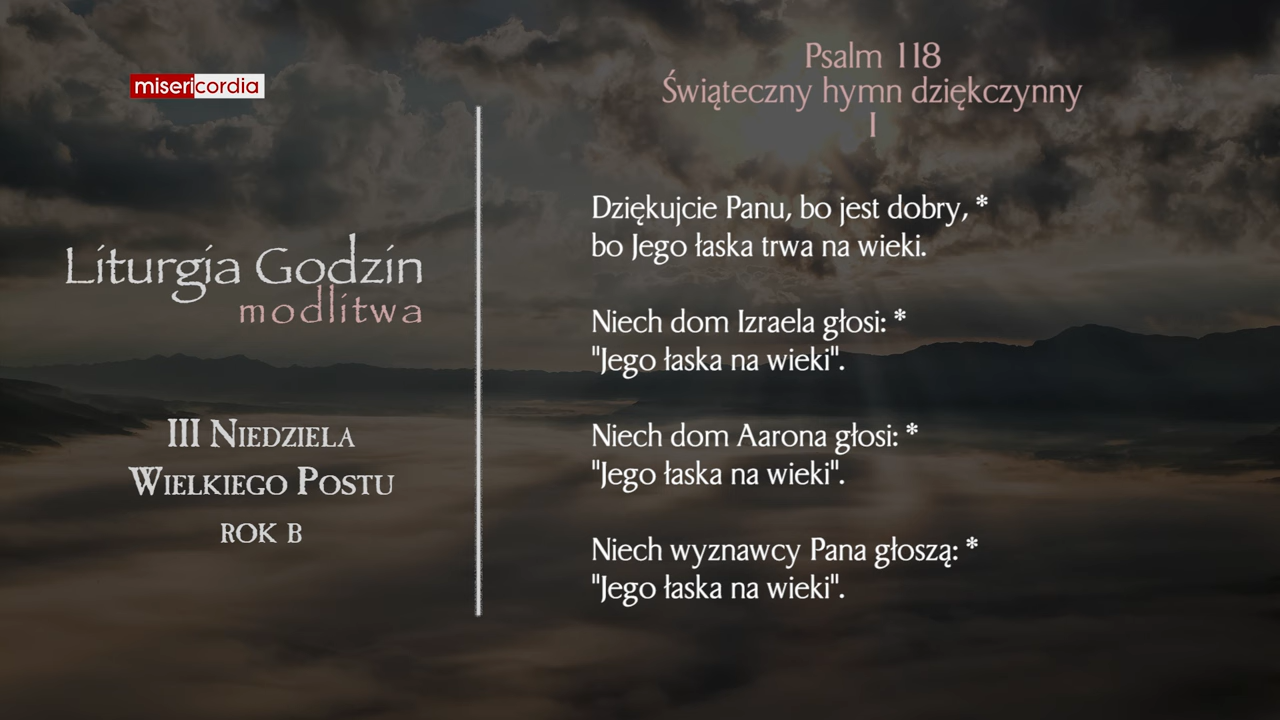 misericordia
Liturgia Godzin
modlitwa
III Niedziela
Wielkiego Postu
rok B
Psalm 118
Świąteczny hymn dziękczynny
I
Dziękujcie Panu, bo jest dobry, *
bo Jego łaska trwa na wieki.
Niech dom Izraela głosi: *
"Jego łaska na wieki".
Niech dom Aarona głosi: *
"Jego łaska na wieki".
Niech wyznawcy Pana głoszą: *
"Jego łaska na wieki".